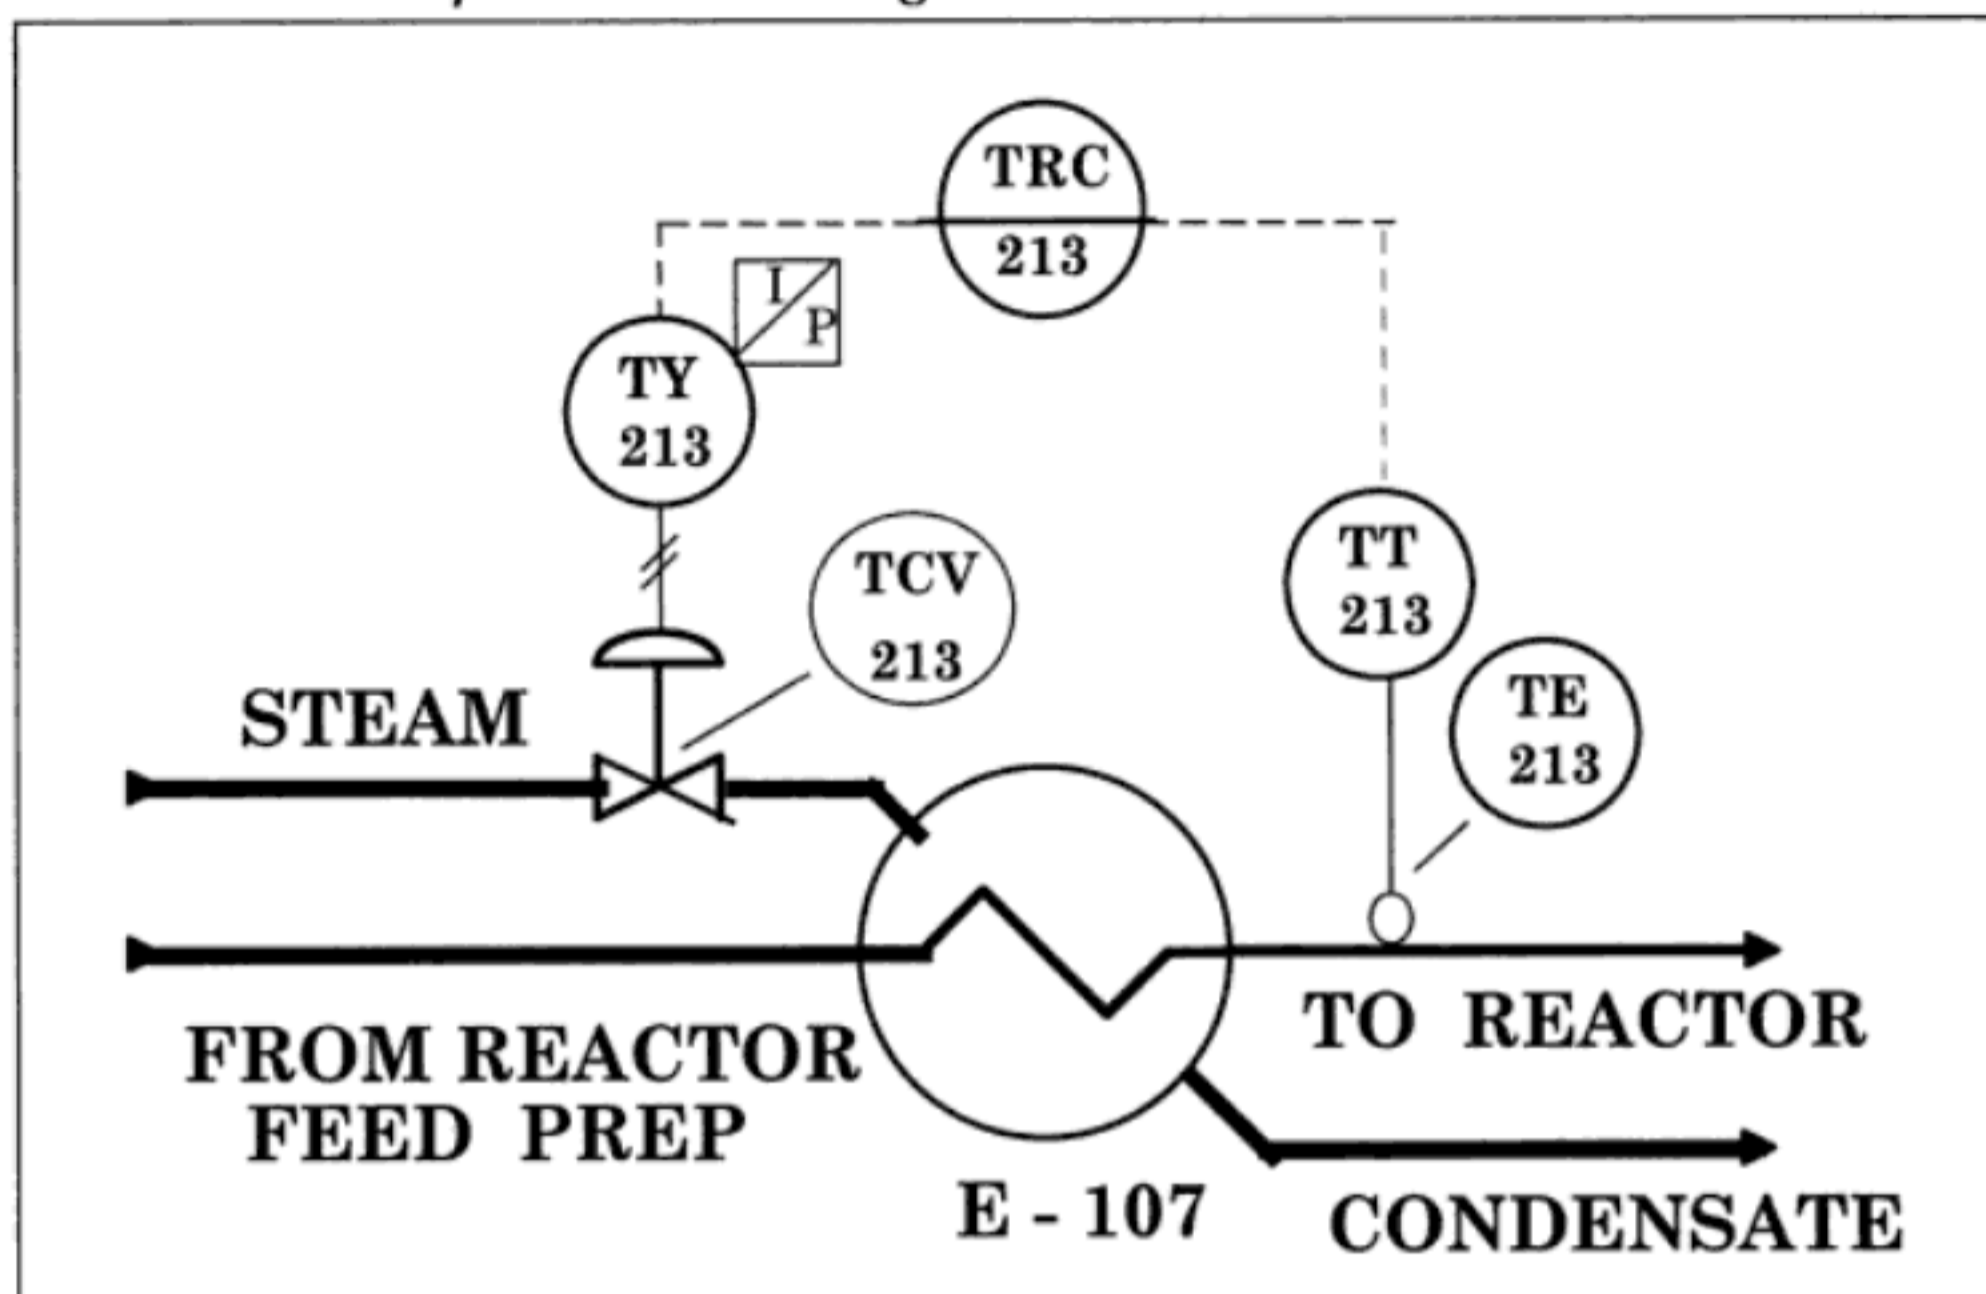 TRC
213
I
P
TY
213
TCV
213
TT
213
TE
213
STEAM
FROM REACTOR
FEED PREP
TO REACTOR
E - 107
CONDENSATE